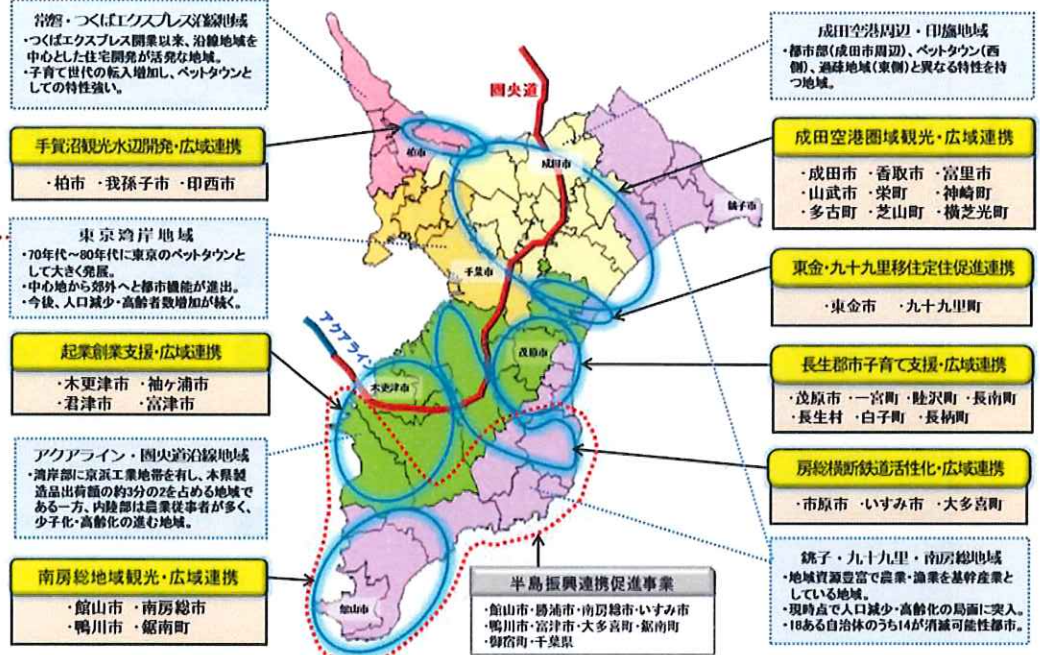 常磐・つくばエクスプレス沿線地域
・つくばエクスプレス開業以来、沿線地域を
中心とした住宅開発が活発な地域。
・子育て世代の転入増加し、ベットタウンと
しての特性強い。
手賀沼観光水辺開発・広域連携
・柏市 ・我孫子市 ・印西市
東京湾岸地域
・70年代～80年代に東京のベットタウンと
して大きく発展。
・中心地から郊外へと都市機能が進出。
・今後、人口減少・高齢者数増加が続く。
起業創業支援・広域連携
・木更津市 ・袖ヶ浦市
・君津市 ・富津市
アクアライン・圏央道沿線地域
・湾岸部に京浜工業地帯を有し、本県製
造品出荷額の約3分の2を占める地域で
ある一方、内陸部は農業従事者が多く、
少子化・高齢化の進む地域。
南房総地域観光・広域連携
・館山市 ・南房総市
・鴨川市 ・鋸南町
圏央道
柏市
成田市
銚子市
千葉市
アクアライン
木更津市
茂原市
館山市
半島振興連携促進事業
・館山市・勝浦市・南房総市・いすみ市
・鴨川市・富津市・大多喜町・鋸南町
・御宿町・千葉県
成田空港周辺・印旛地域
・都市部(成田市周辺)、ベットタウン(西
側)、過疎地域(東側)と異なる特性を持
つ地域。
成田空港圏域観光・広域連携
・成田市 ・香取市 ・富里市
・山武市 ・栄町 ・神崎町
・多古町 ・芝山町 ・横芝光町
東金・九十九里移住定住促進連携
・東金市 ・九十九里町
長生郡市子育て支援・広域連携
・茂原市 ・一宮町 ・睦沢町 ・長南町
・長生村 ・白子町 ・長柄町
房総横断鉄道活性化・広域連携
・市原市 ・いすみ市 ・大多喜町
銚子・九十九里・南房総地域
・地域資源豊富で農業・漁業を基幹産業と
している地域。
・現時点で人口減少・高齢化の局面に突入。
・18ある自治体のうち14が消滅可能性都市。